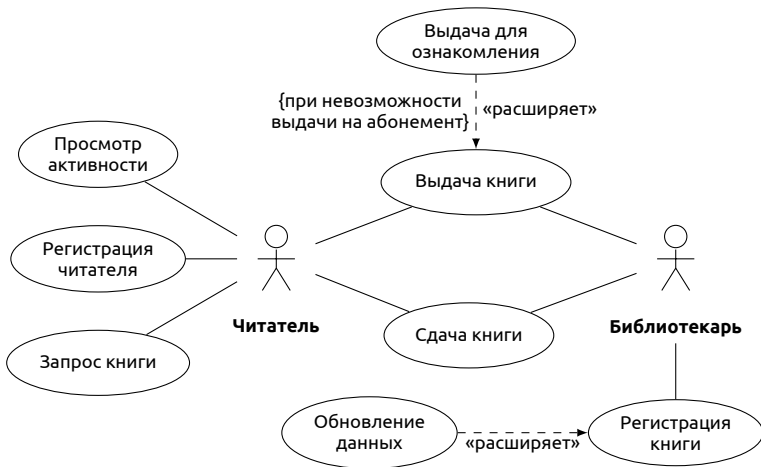 Выдача для
ознакомления
{при невозможности
выдачи на абонемент}
«расширяет»
Просмотр
активности
Выдача книги
Регистрация
читателя
Читатель
Сдача книги
Библиотекарь
Запрос книги
Обновление
данных
«расширяет»
Регистрация
книги